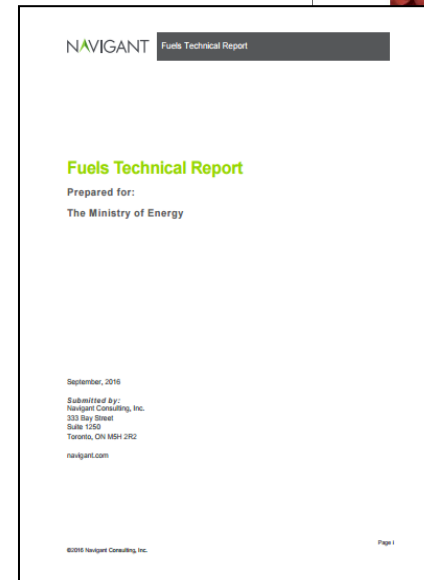 NAVIGANT
Fuels Technical Report
Fuels Technical Report
Prepared for:
The Ministry of Energy
September, 2016
Submitted by:
Navigant Consulting, Inc.
333 Bay Street
Suite 1250
Toronto, ON M5H 2R2
navigant.com
©2016 Navigant Consulting, Inc.
Page i